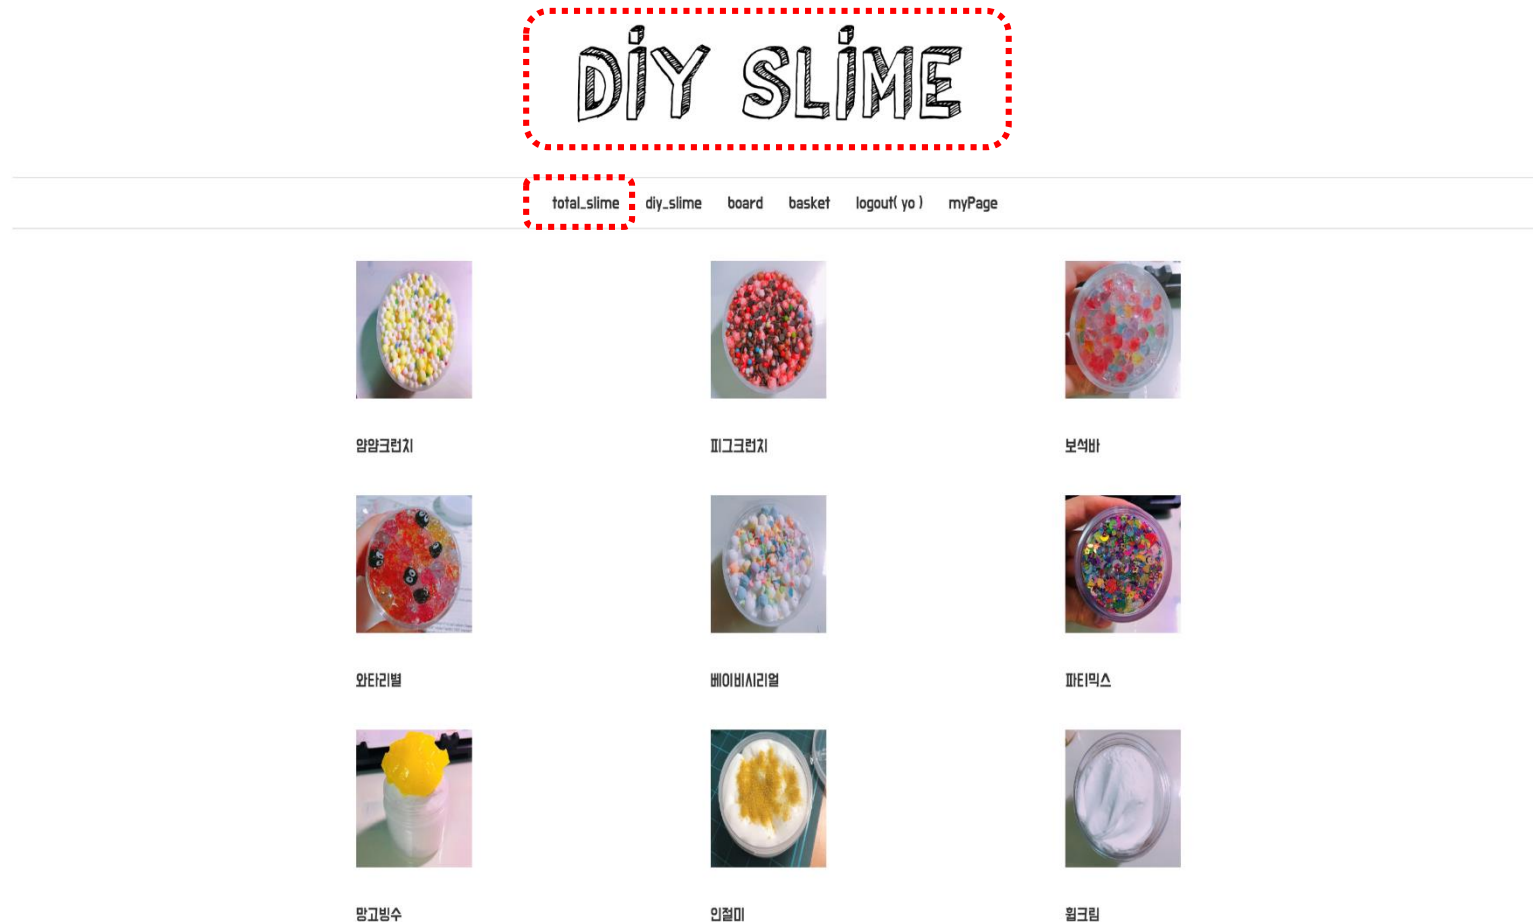 DiY SLiME
total_slime diy_slime board basket logout( yo ) myPage
얌얌크런치 피그크런치 보석바
와타리별 베이비시리얼 파티믹스
망고빙수 인절미 휩크림